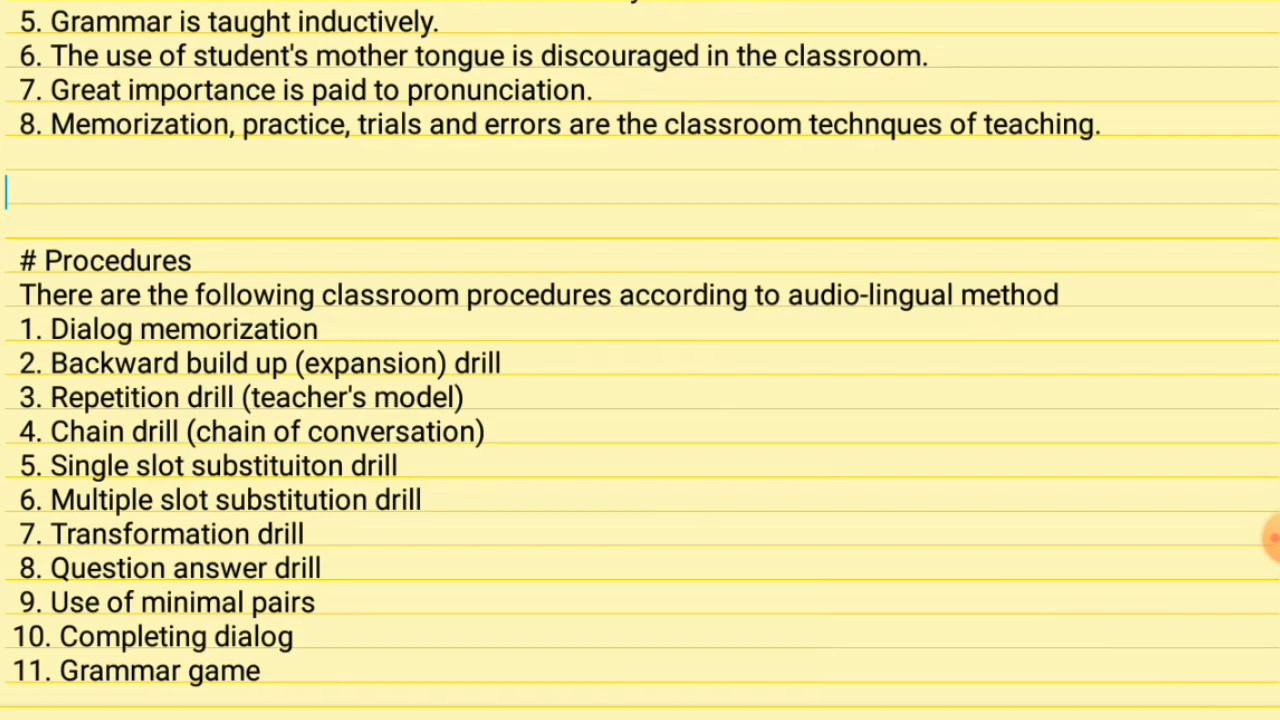 5. Grammar is taught inductively.
6. The use of student's mother tongue is discouraged in the classroom.
7. Great importance is paid to pronunciation.
8. Memorization, practice, trials and errors are the classroom technques of teaching.
# Procedures
There are the following classroom procedures according to audio-lingual method
1. Dialog memorization
2. Backward build up (expansion) drill
3. Repetition drill (teacher's model)
4. Chain drill (chain of conversation)
5. Single slot substituiton drill
6. Multiple slot substitution drill
7. Transformation drill
8. Question answer drill
9. Use of minimal pairs
10. Completing dialog
11. Grammar game